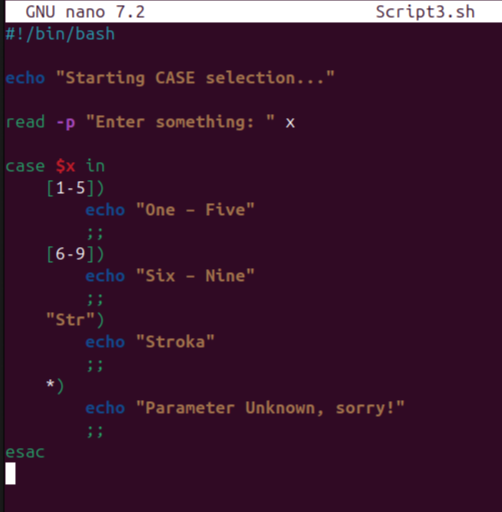 GNU nano 7.2 Script3.sh
#!/bin/bash
echo "Starting CASE selection..."
read -p "Enter something: " x
case $x in
    [1-5])
        echo "One - Five"
        ;;
    [6-9])
        echo "Six - Nine"
        ;;
    "Str")
        echo "Stroka"
        ;;
    *)
        echo "Parameter Unknown, sorry!"
        ;;
esac